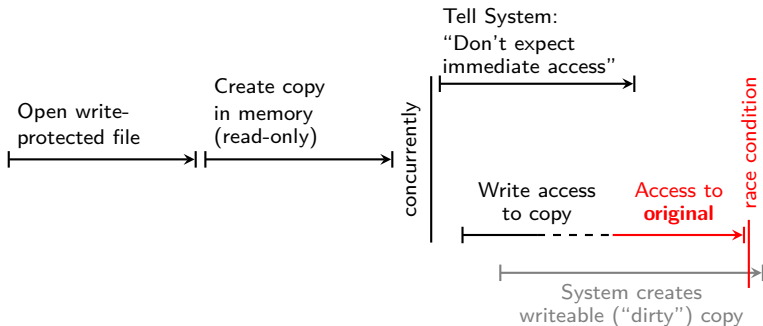 Open write-
protected file
Create copy
in memory
(read-only)
concurrently
Tell System:
“Don't expect
immediate access”
Write access
to copy
Access to
original
race condition
System creates
writeable (“dirty”) copy